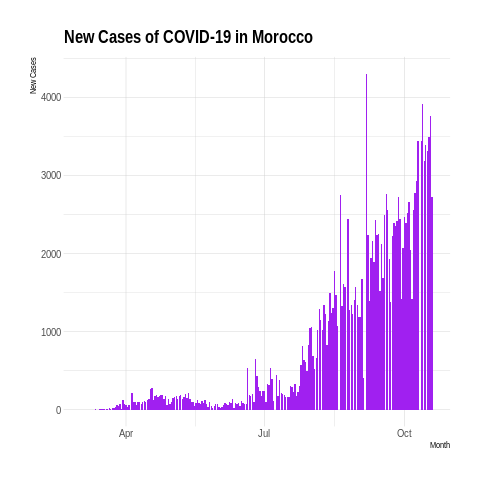 New Cases of COVID-19 in Morocco
New Cases
4000
3000
2000
1000
0
Apr
Jul
Oct
Month